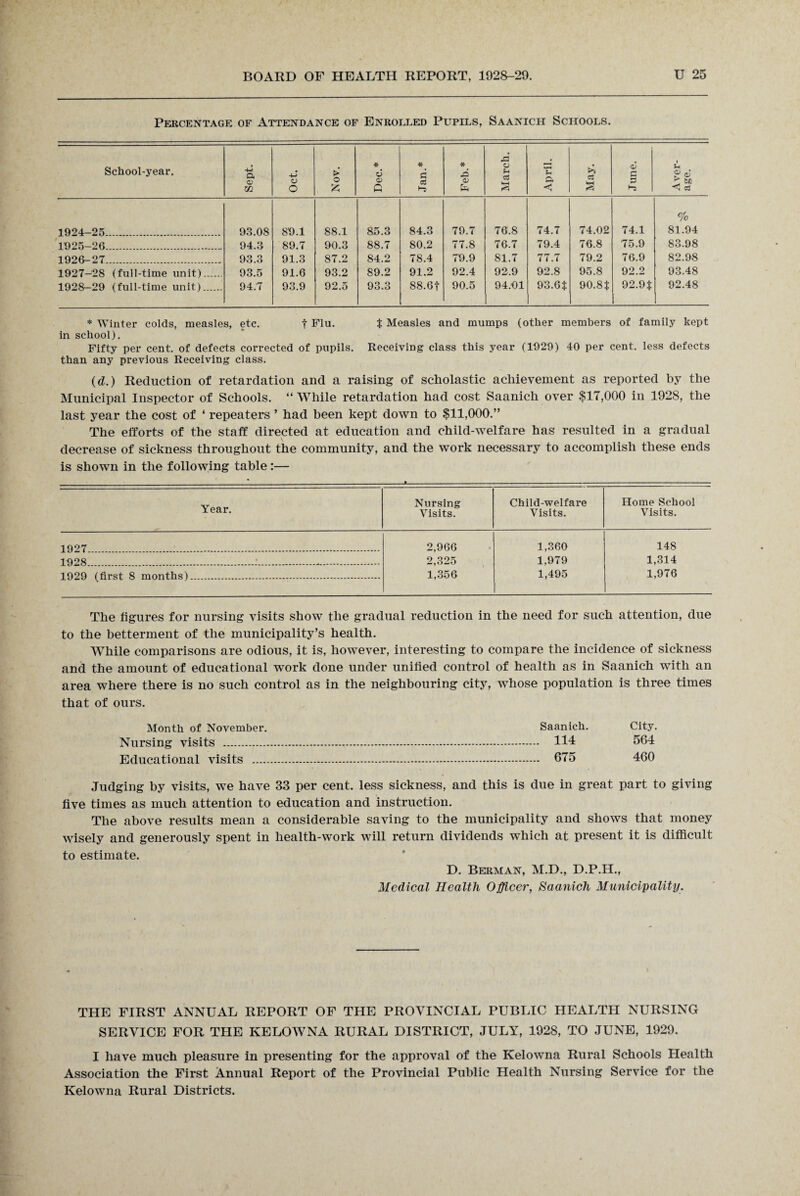 BOARD OF HEALTH REPORT, 1928-29. U 25
Percentage of Attendance of Enrolled Pupils, Saanich Schools.
School-year. Sept. Oct. Nov. Dec.* Jan.* Feb.* March. April. May. June. Aver-age.
%
1924-25 93.08 89.1 88.1 85.3 84.3 79.7 76.8 74.7 74.02 74.1 81.94
1925-26 94.3 89.7 90.3 88.7 80.2 77.8 76.7 79.4 76.8 75.9 83.98
1926-27 93.3 91.3 87.2 84.2 78.4 79.9 81.7 77.7 79.2 76.9 82.98
1927-28 (full-time unit) 93.5 91.6 93.2 89.2 91.2 92.4 92.9 92.8 95.8 92.2 93.48
1928-29 (full-time unit) 94.7 93.9 92.5 93.3 88.6† 90.5 94.01 93.6‡ 90.8‡ 92.9‡ 92.48
* Winter colds, measles, etc. † Flu. ‡ Measles and mumps (other members of family kept
in school).
Fifty per cent. of defects corrected of pupils. Receiving class this year (1929) 40 per cent. less defects
than any previous Receiving class.
(d.) Reduction of retardation and a raising of scholastic achievement as reported by the
Municipal Inspector of Schools. “ While retardation had cost Saanich over $17,000 in 1928, the
last year the cost of ‘ repeaters ’ had been kept down to $11,000.”
The efforts of the staff directed at education and child-welfare has resulted in a gradual
decrease of sickness throughout the community, and the work necessary to accomplish these ends
is shown in the following table :—
Year. Nursing Visits. Child-welfare Visits. Home School Visits.
1927 2,966 1,360 148
1928 2,325 1,979 1,314
1929 (first 8 months) 1,356 1,495 1,976
The figures for nursing visits show the gradual reduction in the need for such attention, due
to the betterment of the municipality’s health.
While comparisons are odious, it is, however, interesting to compare the incidence of sickness
and the amount of educational work done under unified control of health as in Saanich with an
area where there is no such control as in the neighbouring city, whose population is three times
that of ours.
Month of November. Saanich. City.
Nursing visits 114 564
Educational visits 675 460
Judging by visits, we have 33 per cent. less sickness, and this is due in great part to giving
five times as much attention to education and instruction.
The above results mean a considerable saving to the municipality and shows that money
wisely and generously spent in health-work will return dividends which at present it is difficult
to estimate.
D. Berman, M.D., D.P.H.,
Medical Health Officer, Saanich Municipality.
THE FIRST ANNUAL REPORT OF THE PROVINCIAL PUBLIC HEALTH NURSING
SERVICE FOR THE KELOWNA RURAL DISTRICT, JULY, 1928, TO JUNE, 1929.
I have much pleasure in presenting for the approval of the Kelowna Rural Schools Health
Association the First Annual Report of the Provincial Public Health Nursing Service for the
Kelowna Rural Districts.